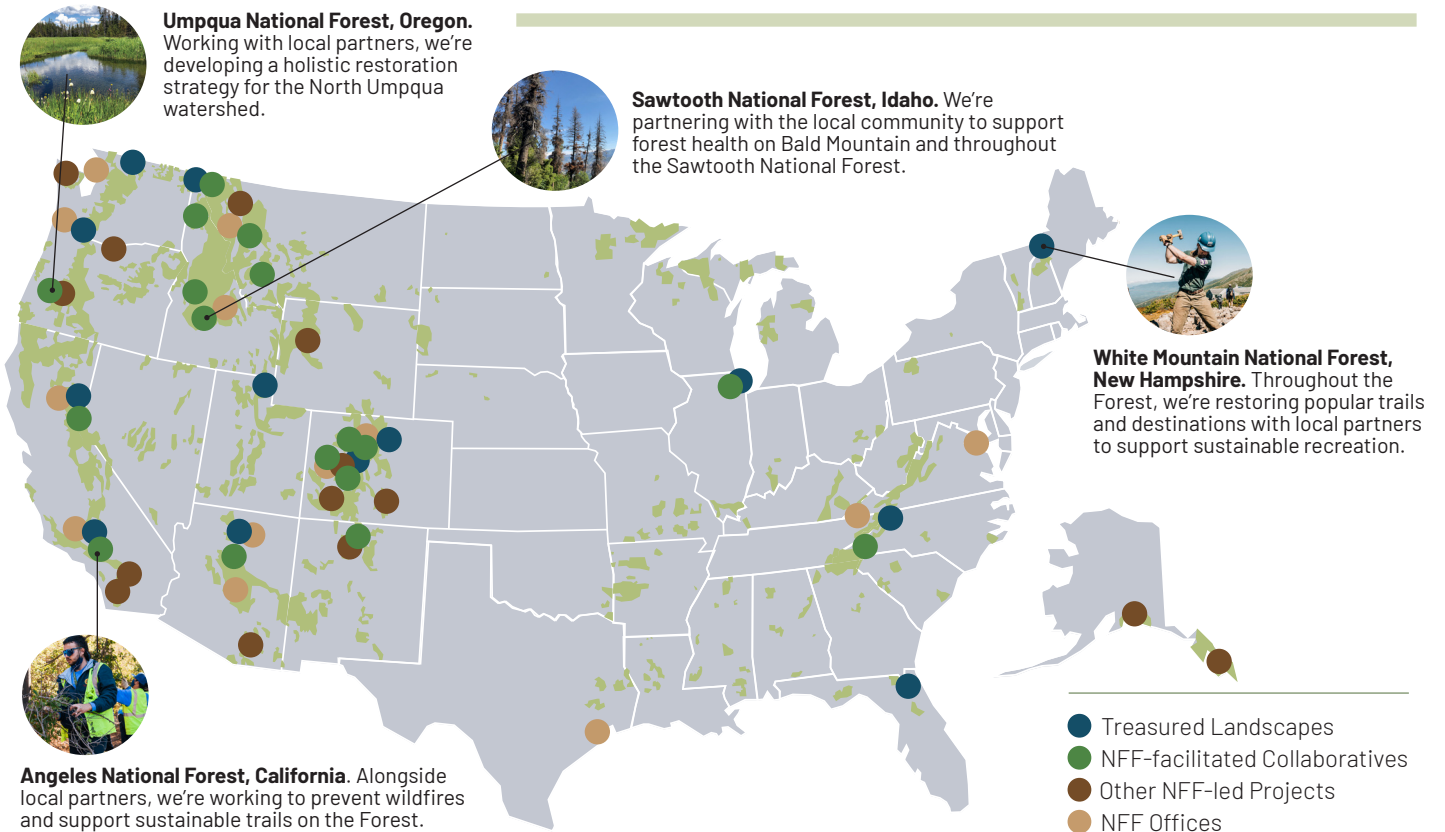 Umpqua National Forest, Oregon.
Working with local partners, we’re
developing a holistic restoration
strategy for the North Umpqua
watershed.
Sawtooth National Forest, Idaho. We’re
partnering with the local community to support
forest health on Bald Mountain and throughout
the Sawtooth National Forest.
White Mountain National Forest,
New Hampshire. Throughout the
Forest, we’re restoring popular trails
and destinations with local partners
to support sustainable recreation.
Angeles National Forest, California. Alongside
local partners, we’re working to prevent wildfires
and support sustainable trails on the Forest.
Treasured Landscapes
NFF-facilitated Collaboratives
Other NFF-led Projects
NFF Offices